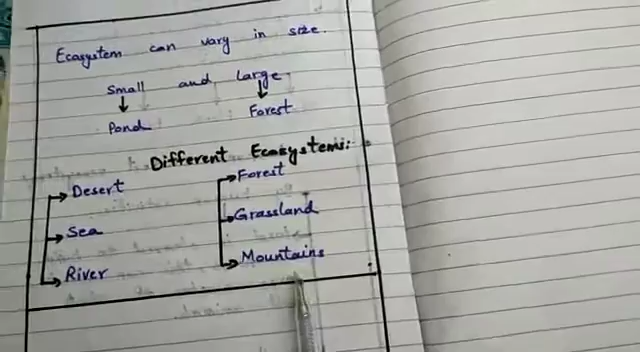 Ecosystem can vary in size.
Small and Large
Pond Forest
Different Ecosystems:
Desert Forest
Sea Grassland
River Mountains